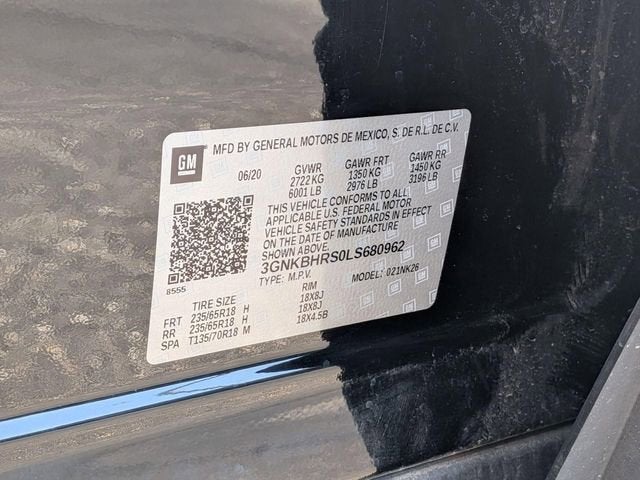 MFD BY GENERAL MOTORS DE MEXICO, S. DE R.L. DE C.V.
GM
06/20 GVWR GAWR FRT GAWR RR
2722 KG 1350 KG 1450 KG
6001 LB 2976 LB 3196 LB
THIS VEHICLE CONFORMS TO ALL
APPLICABLE U.S. FEDERAL MOTOR
VEHICLE SAFETY STANDARDS IN EFFECT
ON THE DATE OF MANUFACTURE
SHOWN ABOVE.
3GNKBHRS0LS680962
8555 TYPE: M.P.V. MODEL: 021NK26
TIRE SIZE RIM
FRT 235/65R18 H 18X8J
RR 235/65R18 H 18X8J
SPA T135/70R18 M 18X4.5B